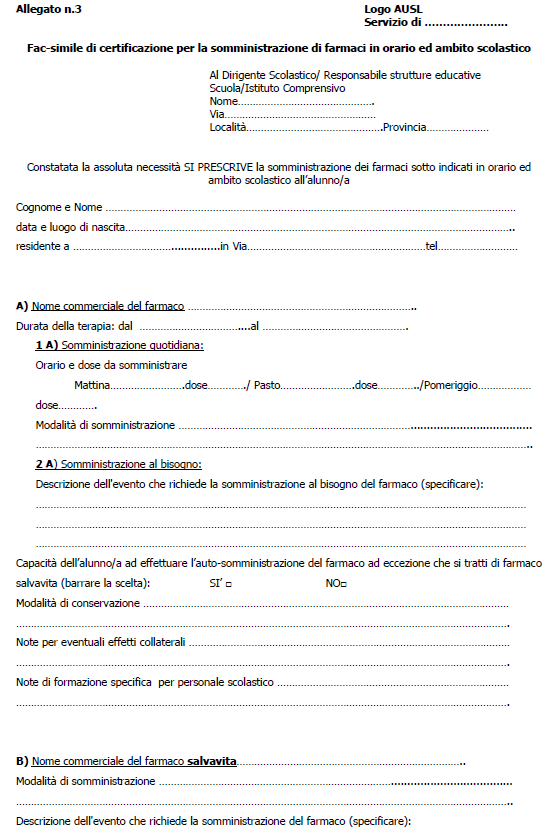 Allegato n.3 Logo AUSL
Servizio di .......................
Fac-simile di certificazione per la somministrazione di farmaci in orario ed ambito scolastico
Al Dirigente Scolastico/ Responsabile strutture educative
Scuola/Istituto Comprensivo
Nome..........................................
Via................................................
Località...........................................Provincia....................
Constatata la assoluta necessità SI PRESCRIVE la somministrazione dei farmaci sotto indicati in orario ed
ambito scolastico all'alunno/a
Cognome e Nome ..................................................................................................................................
data e luogo di nascita...........................................................................................................................
residente a ...............................................in Via.........................................................tel.........................
A) Nome commerciale del farmaco ........................................................................
Durata della terapia: dal ...................................al ..............................................
1 A) Somministrazione quotidiana:
Orario e dose da somministrare
Mattina.......................dose............/ Pasto.......................dose............../Pomeriggio.................
dose............
Modalità di somministrazione ................................................................................................................
..............................................................................................................................................................
2 A) Somministrazione al bisogno:
Descrizione dell'evento che richiede la somministrazione al bisogno del farmaco (specificare):
............................................................................................................................................................
............................................................................................................................................................
............................................................................................................................................................
Capacità dell'alunno/a ad effettuare l'auto-somministrazione del farmaco ad eccezione che si tratti di farmaco
salvavita (barrare la scelta): SI' □ NO□
Modalità di conservazione ....................................................................................................................
............................................................................................................................................................
Note per eventuali effetti collaterali ......................................................................................................
............................................................................................................................................................
Note di formazione specifica per personale scolastico .........................................................................
............................................................................................................................................................
B) Nome commerciale del farmaco salvavita.........................................................................
Modalità di somministrazione ................................................................................................................
............................................................................................................................................................
Descrizione dell'evento che richiede la somministrazione del farmaco (specificare):